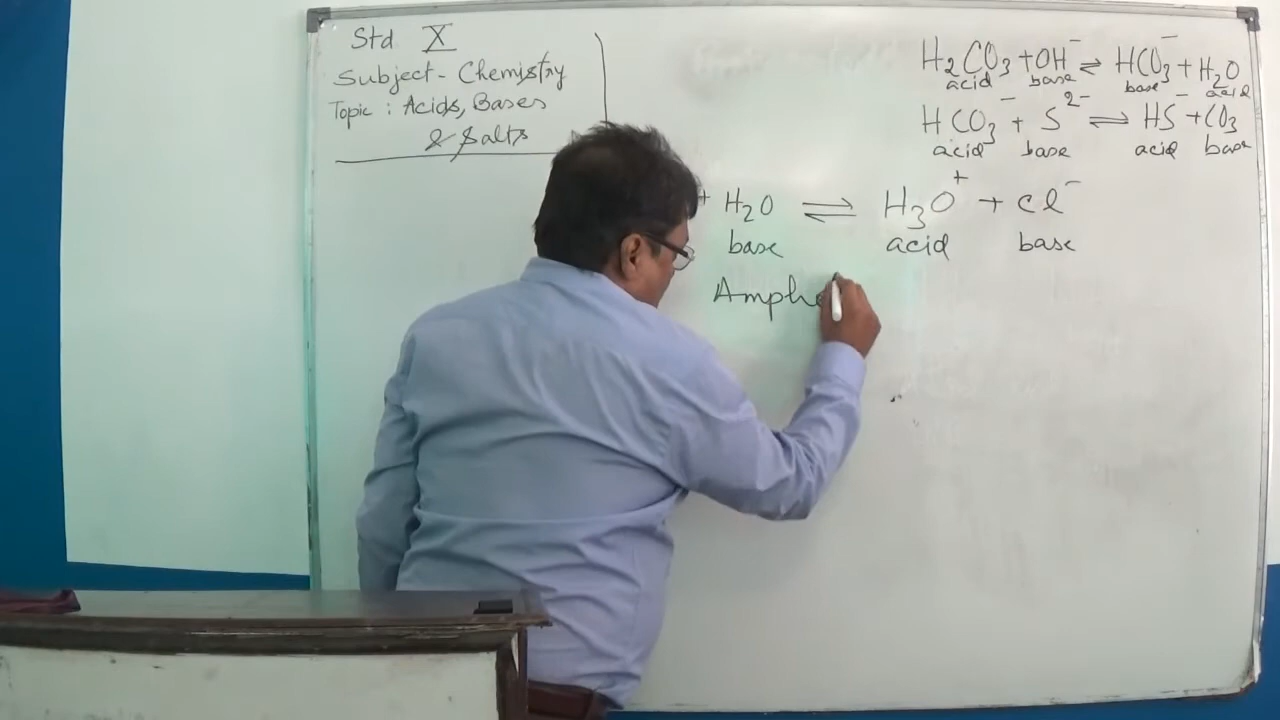 Std X
Subject - Chemistry
Topic : Acids, Bases
& Salts
H₂CO₃ + OH⁻ ⇌ HCO₃⁻ + H₂O
acid base base acid
HCO₃⁻ + S²⁻ ⇌ HS⁻ + CO₃
acid base acid base
+ H₂O ⇌ H₃O⁺ + Cl⁻
base acid base
Amph